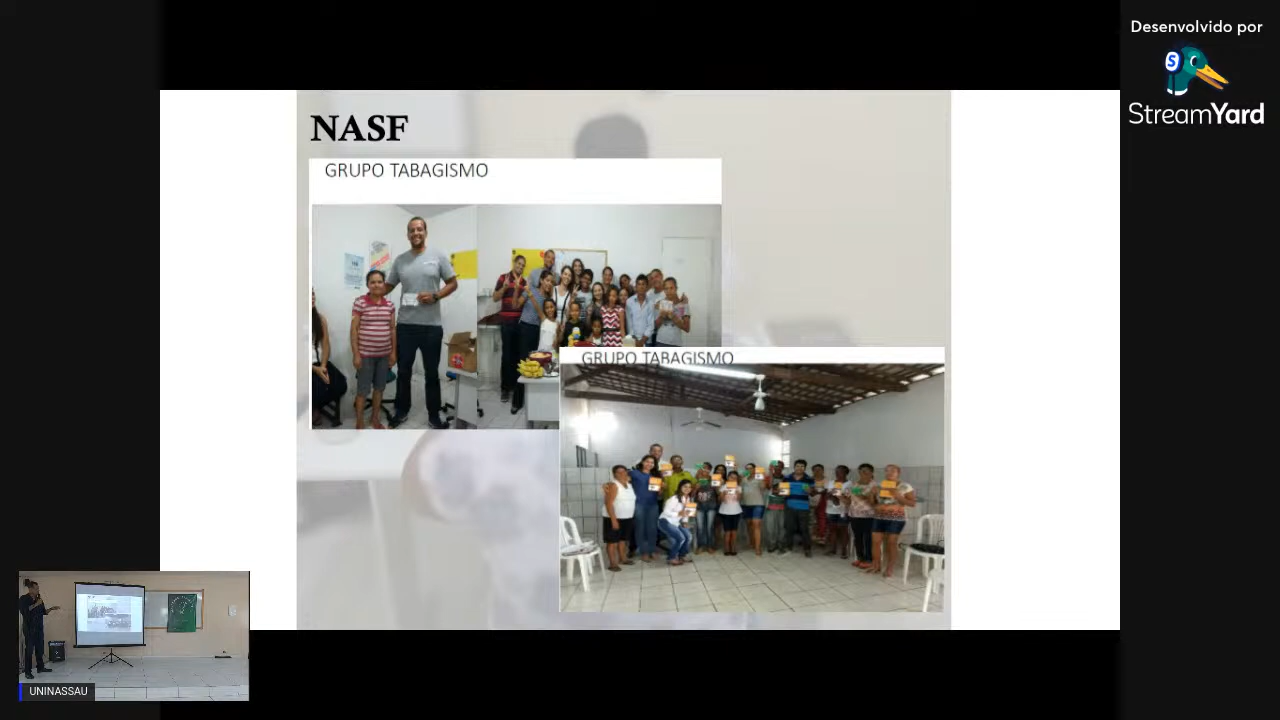 Desenvolvido por
StreamYard
NASF
GRUPO TABAGISMO
GRUPO TABAGISMO
UNINASSAU